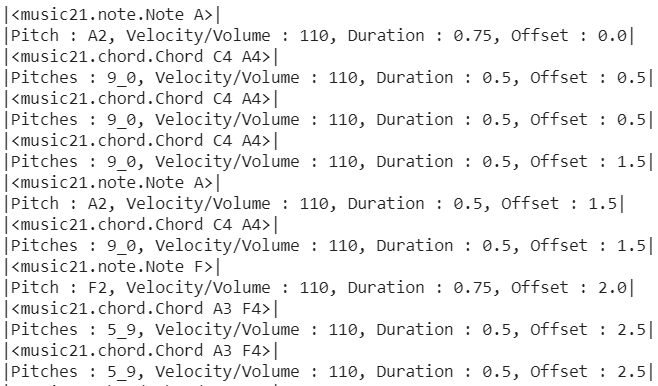 |<music21.note.Note A>|
|Pitch : A2, Velocity/Volume : 110, Duration : 0.75, Offset : 0.0|
|<music21.chord.Chord C4 A4>|
|Pitches : 9_0, Velocity/Volume : 110, Duration : 0.5, Offset : 0.5|
|<music21.chord.Chord C4 A4>|
|Pitches : 9_0, Velocity/Volume : 110, Duration : 0.5, Offset : 0.5|
|<music21.chord.Chord C4 A4>|
|Pitches : 9_0, Velocity/Volume : 110, Duration : 0.5, Offset : 1.5|
|<music21.note.Note A>|
|Pitch : A2, Velocity/Volume : 110, Duration : 0.5, Offset : 1.5|
|<music21.chord.Chord C4 A4>|
|Pitches : 9_0, Velocity/Volume : 110, Duration : 0.5, Offset : 1.5|
|<music21.note.Note F>|
|Pitch : F2, Velocity/Volume : 110, Duration : 0.75, Offset : 2.0|
|<music21.chord.Chord A3 F4>|
|Pitches : 5_9, Velocity/Volume : 110, Duration : 0.5, Offset : 2.5|
|<music21.chord.Chord A3 F4>|
|Pitches : 5_9, Velocity/Volume : 110, Duration : 0.5, Offset : 2.5|